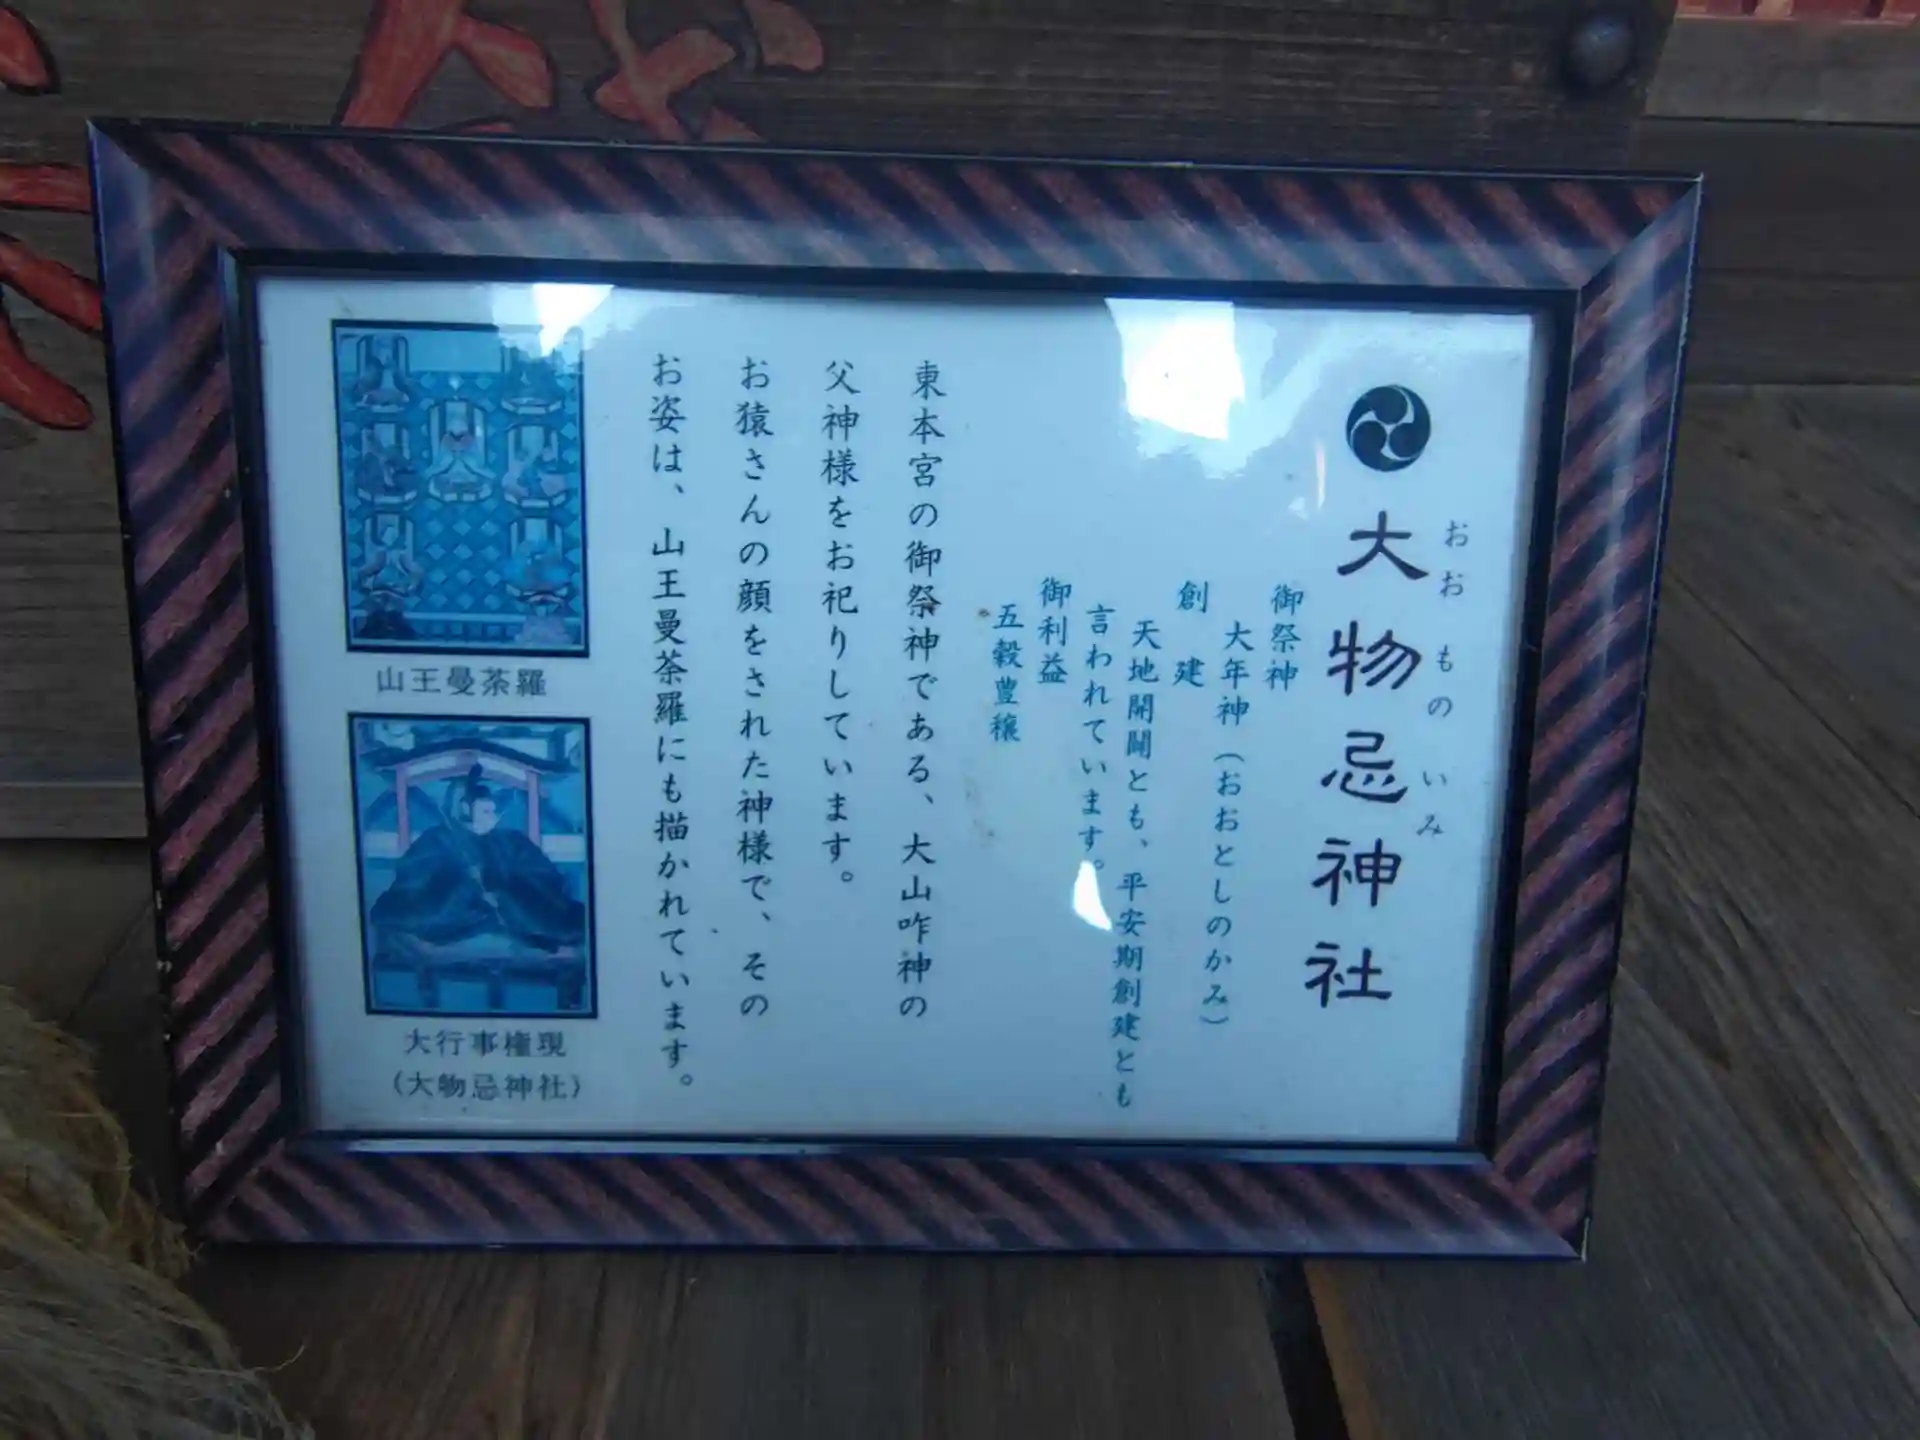 大物忌神社
おお もの いみ
御祭神
大年神（おおとしのかみ）
創 建
天地開闢とも、平安期創建とも
言われています。
御利益
五穀豊穣
東本宮の御祭神である、大山咋神の
父神様をお祀りしています。
お猿さんの顔をされた神様で、その
お姿は、山王曼荼羅にも描かれています。
山王曼荼羅
大行事権現
（大物忌神社）